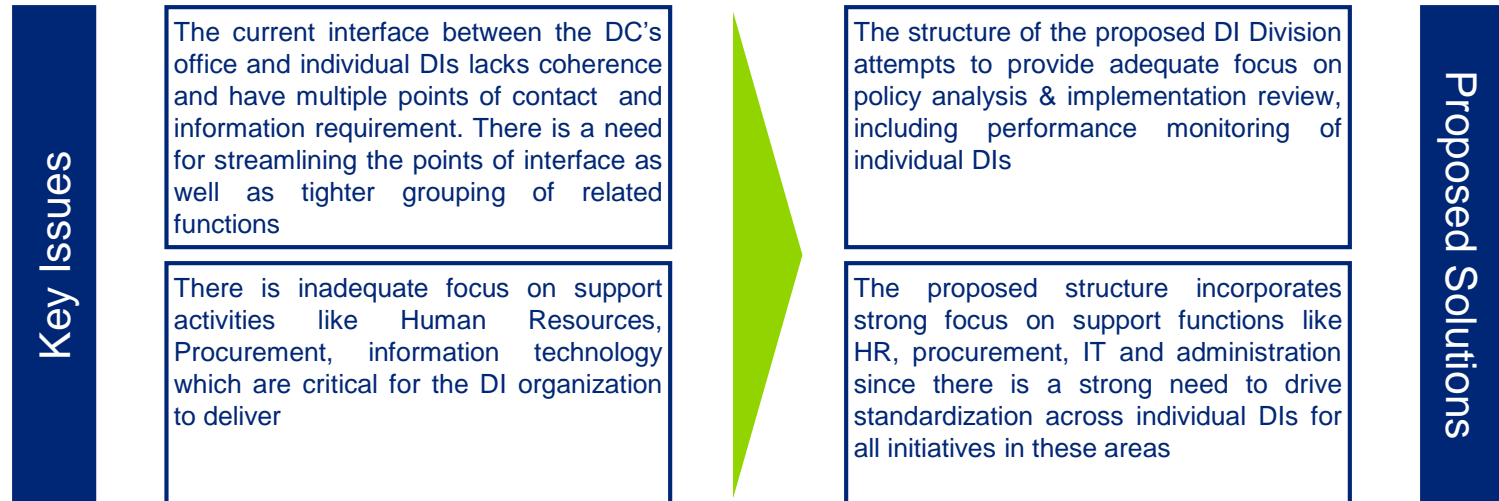 Key Issues
The current interface between the DC’s
office and individual DIs lacks coherence
and have multiple points of contact and
information requirement. There is a need
for streamlining the points of interface as
well as tighter grouping of related
functions
There is inadequate focus on support
activities like Human Resources,
Procurement, information technology
which are critical for the DI organization
to deliver
The structure of the proposed DI Division
attempts to provide adequate focus on
policy analysis & implementation review,
including performance monitoring of
individual DIs
The proposed structure incorporates
strong focus on support functions like
HR, procurement, IT and administration
since there is a strong need to drive
standardization across individual DIs for
all initiatives in these areas
Proposed Solutions